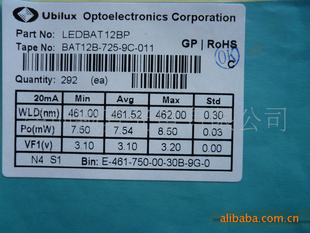 Ubilux Optoelectronics Corporation
Part No: LEDBAT12BP
Tape No: BAT12B-725-9C-011
GP | RoHS
Quantity: 292 (ea)
C
20mA Min Avg Max Std
WLD(nm) 461.00 461.52 462.00 0.30
Po(mW) 7.50 7.54 8.50 0.03
VF1(v) 3.10 3.10 3.20 0.00
N4 S1 Bin: E-461-750-00-30B-9G-0
alibaba.com.cn